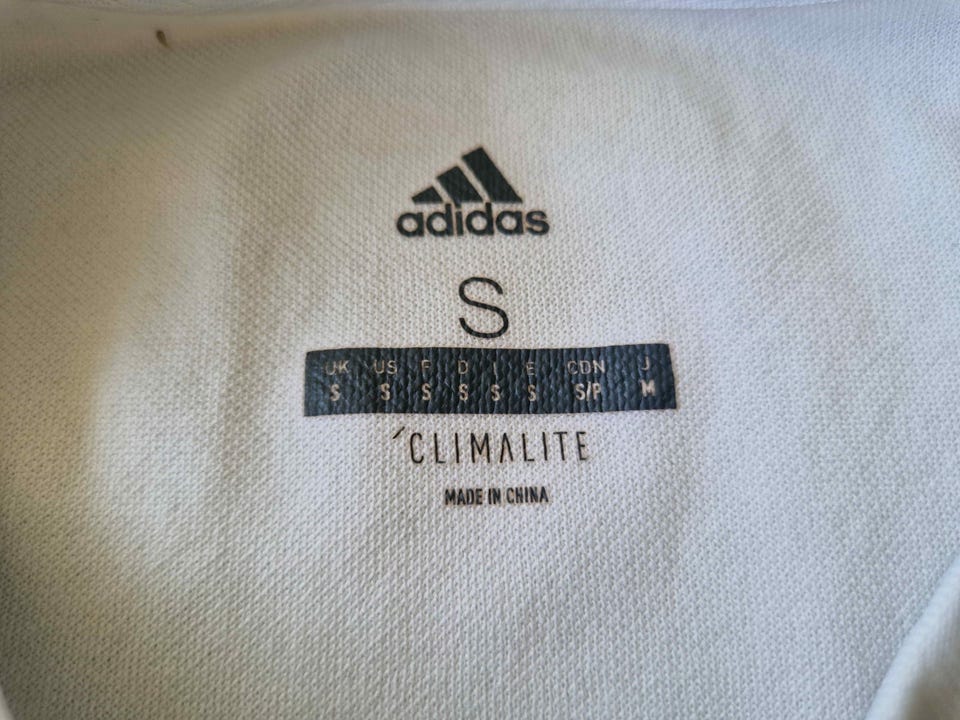 adidas
S
UK US F D I E CDN J
S S S S S S S/P M
´CLIMALITE
MADE IN CHINA